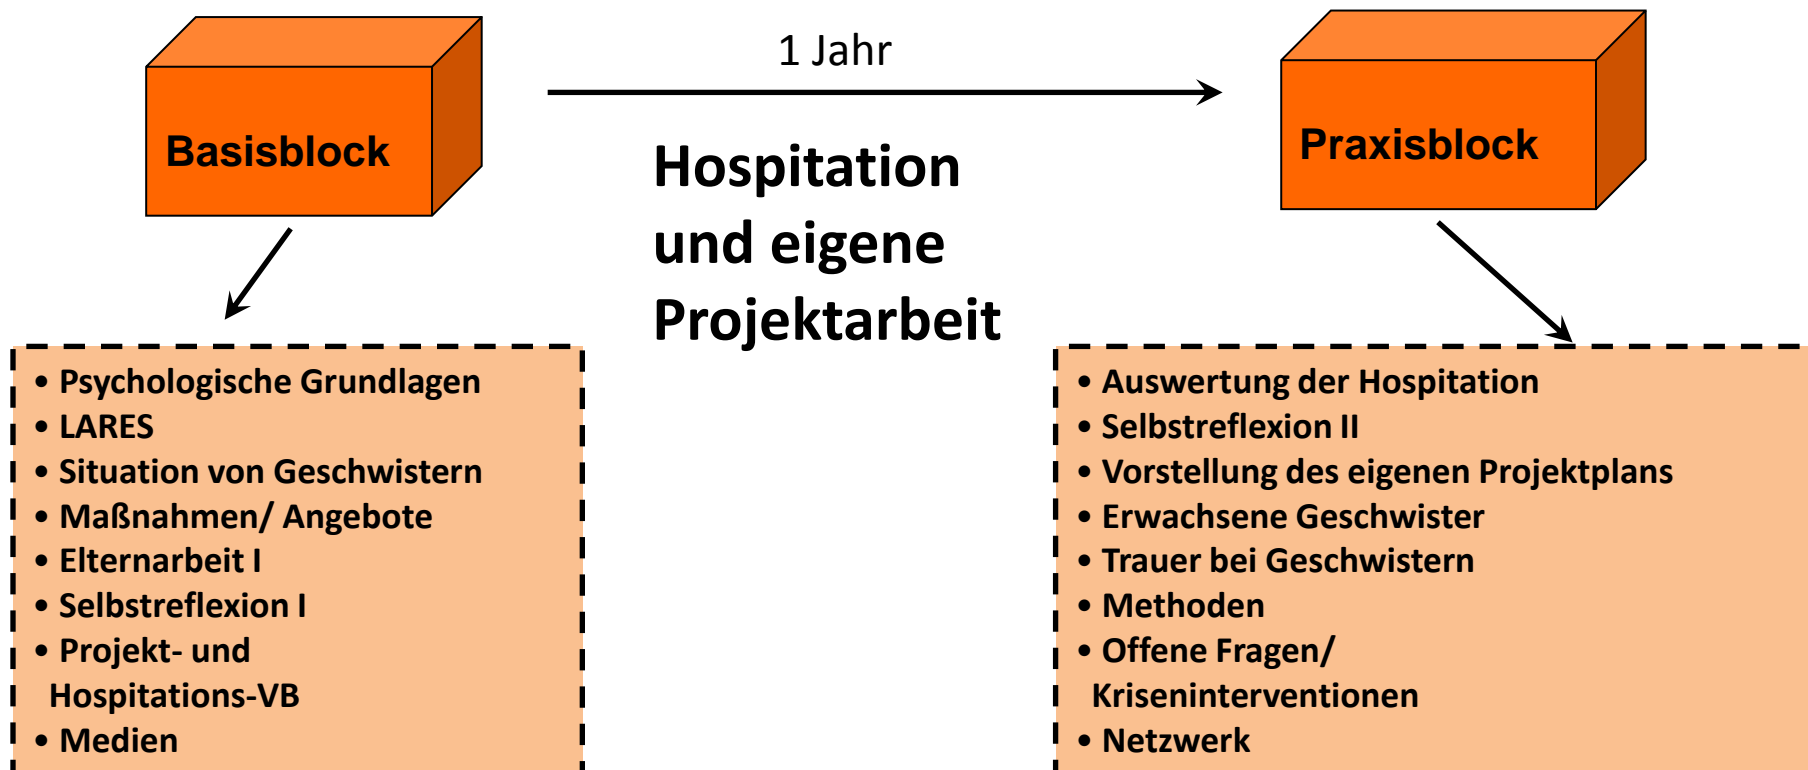 Basisblock
1 Jahr
Hospitation
und eigene
Projektarbeit
Praxisblock
• Psychologische Grundlagen
• LARES
• Situation von Geschwistern
• Maßnahmen/ Angebote
• Elternarbeit I
• Selbstreflexion I
• Projekt- und
Hospitations-VB
• Medien
• Auswertung der Hospitation
• Selbstreflexion II
• Vorstellung des eigenen Projektplans
• Erwachsene Geschwister
• Trauer bei Geschwistern
• Methoden
• Offene Fragen/
Kriseninterventionen
• Netzwerk